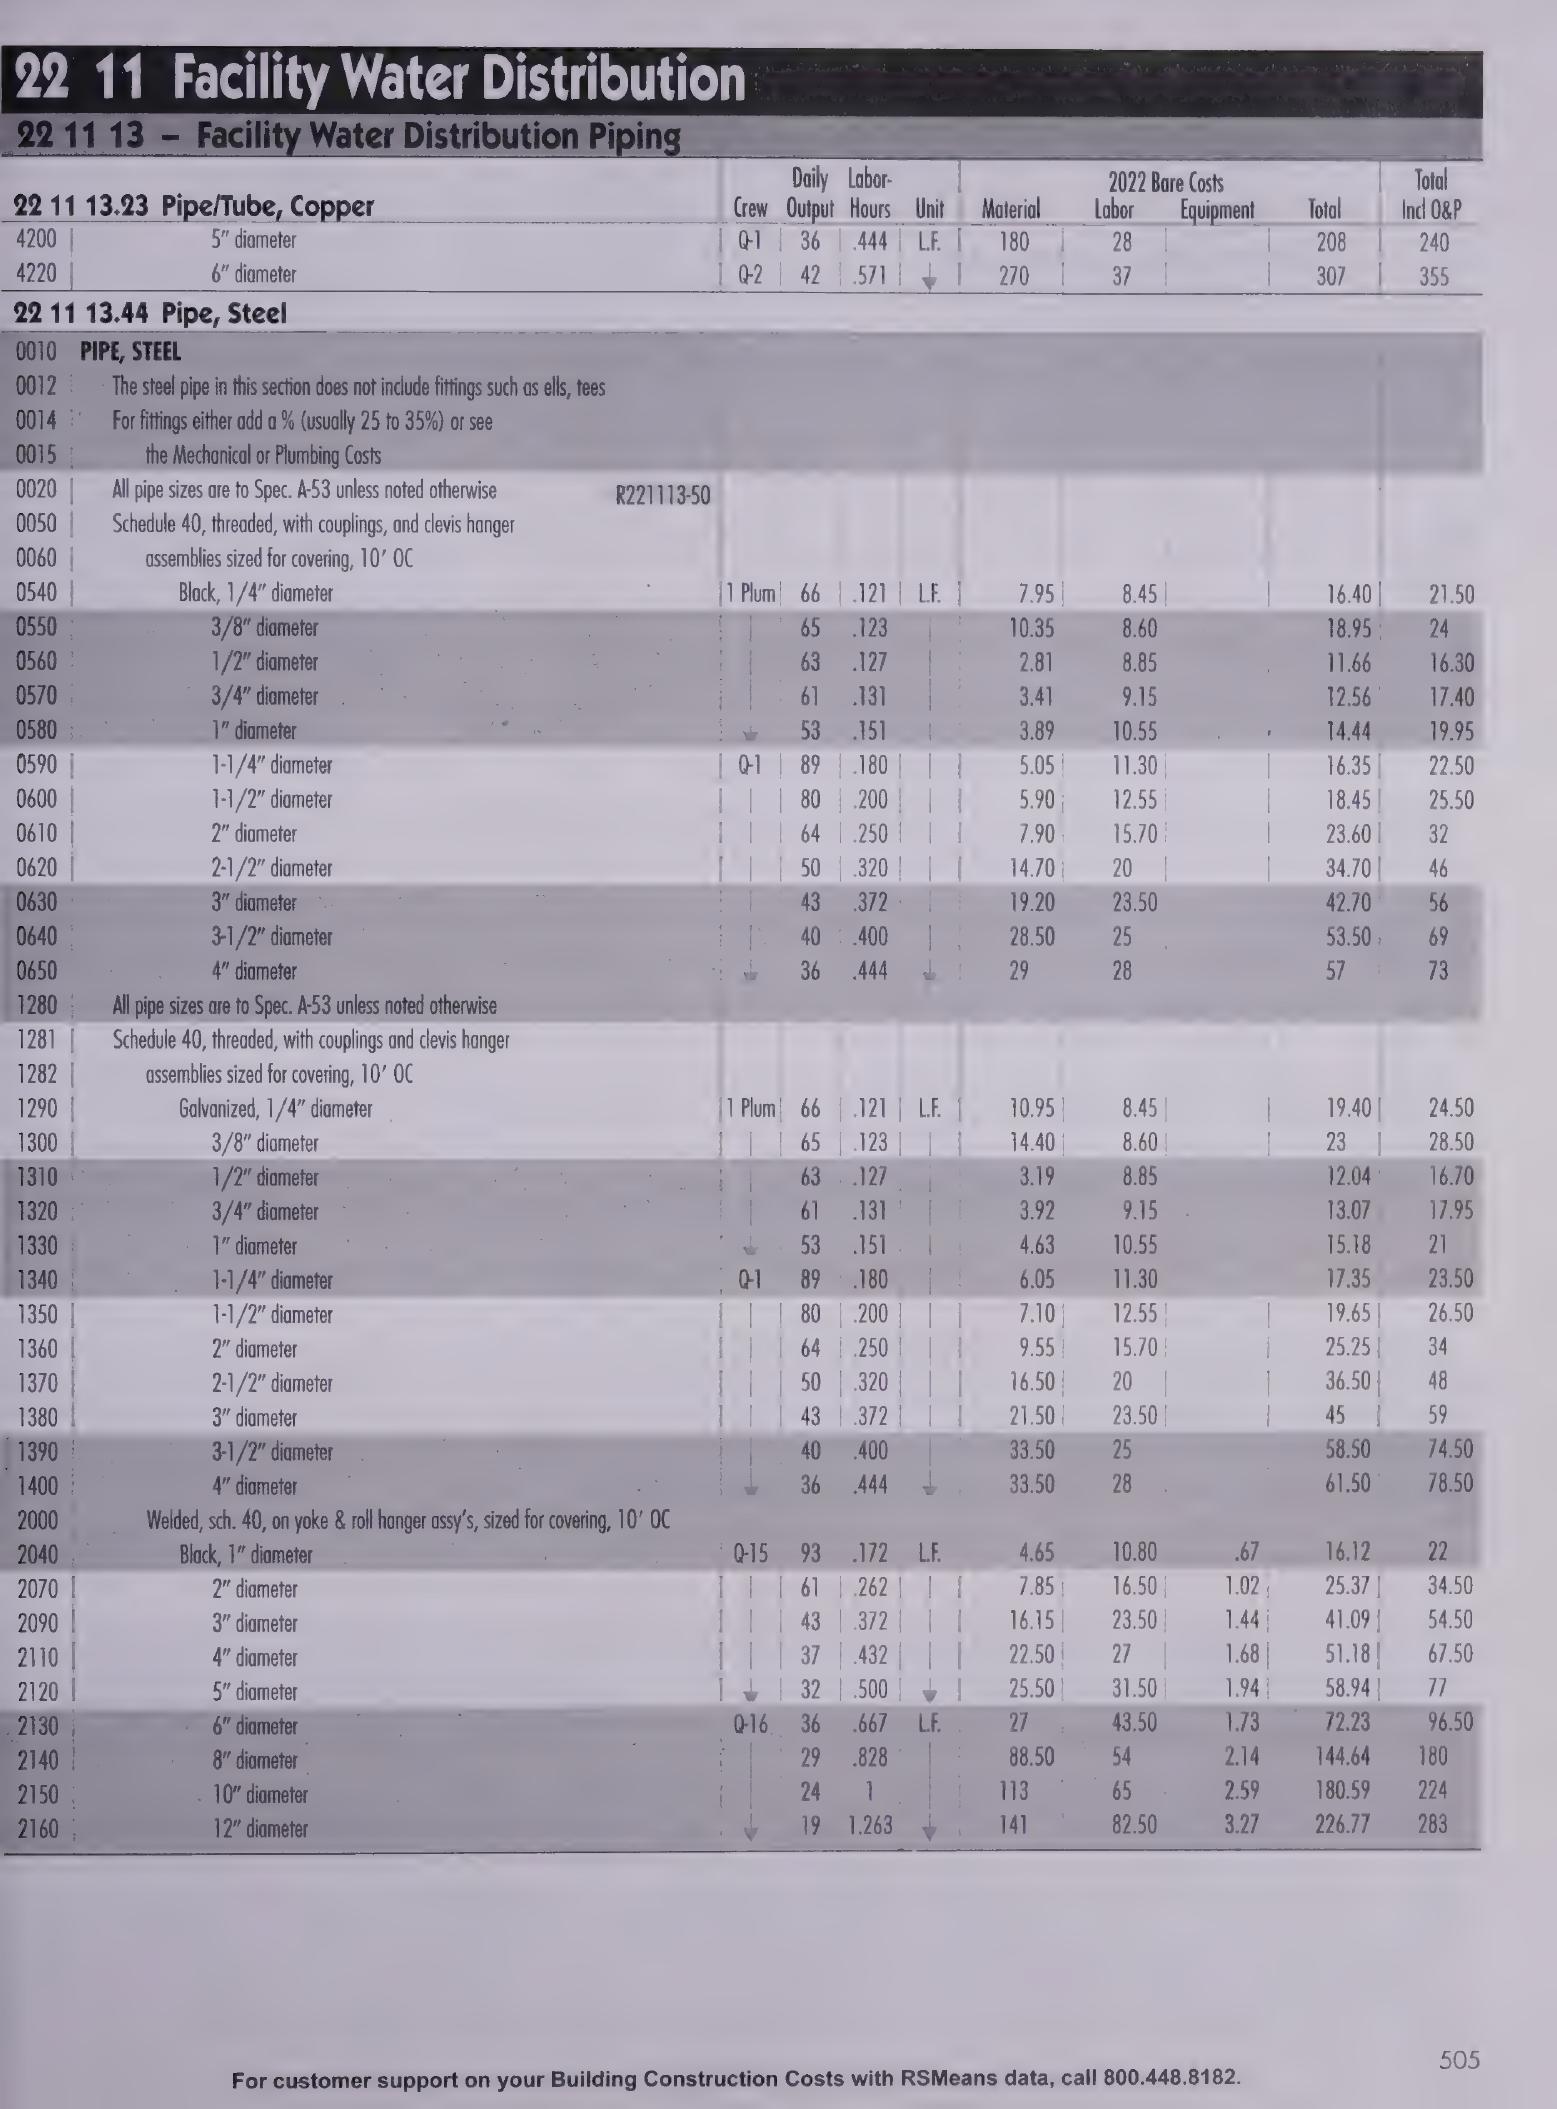 22 11 Facility Water Distribution
22 11 13 – Facility Water Distribution Piping
22 11 13.23 Pipe/Tube, Copper Crew Daily Output Labor-Hours Unit Material 2022 Bare Costs Labor Equipment Total Total Incl O&P
4200 5" diameter Q-1 36 .444 L.F. 180 28 208 240
4220 6" diameter Q-2 42 .571 270 37 307 355
22 11 13.44 Pipe, Steel
0010 PIPE, STEEL
0012 The steel pipe in this section does not include fittings such as ells, tees
0014 For fittings either add a % (usually 25 to 35%) or see
0015 the Mechanical or Plumbing Costs
0020 All pipe sizes are to Spec. A-53 unless noted otherwise R221113-50
0050 Schedule 40, threaded, with couplings, and clevis hanger
0060 assemblies sized for covering, 10' OC
0540 Black, 1/4" diameter 1 Plum 66 .121 L.F. 7.95 8.45 16.40 21.50
0550 3/8" diameter 65 .123 10.35 8.60 18.95 24
0560 1/2" diameter 63 .127 2.81 8.85 11.66 16.30
0570 3/4" diameter 61 .131 3.41 9.15 12.56 17.40
0580 1" diameter 53 .151 3.89 10.55 14.44 19.95
0590 1-1/4" diameter Q-1 89 .180 5.05 11.30 16.35 22.50
0600 1-1/2" diameter 80 .200 5.90 12.55 18.45 25.50
0610 2" diameter 64 .250 7.90 15.70 23.60 32
0620 2-1/2" diameter 50 .320 14.70 20 34.70 46
0630 3" diameter 43 .372 19.20 23.50 42.70 56
0640 3-1/2" diameter 40 .400 28.50 25 53.50 69
0650 4" diameter 36 .444 29 28 57 73
1280 All pipe sizes are to Spec. A-53 unless noted otherwise
1281 Schedule 40, threaded, with couplings and clevis hanger
1282 assemblies sized for covering, 10' OC
1290 Galvanized, 1/4" diameter 1 Plum 66 .121 L.F. 10.95 8.45 19.40 24.50
1300 3/8" diameter 65 .123 14.40 8.60 23 28.50
1310 1/2" diameter 63 .127 3.19 8.85 12.04 16.70
1320 3/4" diameter 61 .131 3.92 9.15 13.07 17.95
1330 1" diameter 53 .151 4.63 10.55 15.18 21
1340 1-1/4" diameter Q-1 89 .180 6.05 11.30 17.35 23.50
1350 1-1/2" diameter 80 .200 7.10 12.55 19.65 26.50
1360 2" diameter 64 .250 9.55 15.70 25.25 34
1370 2-1/2" diameter 50 .320 16.50 20 36.50 48
1380 3" diameter 43 .372 21.50 23.50 45 59
1390 3-1/2" diameter 40 .400 33.50 25 58.50 74.50
1400 4" diameter 36 .444 33.50 28 61.50 78.50
2000 Welded, sch. 40, on yoke & roll hanger assy's, sized for covering, 10' OC
2040 Black, 1" diameter Q-15 93 .172 L.F. 4.65 10.80 .67 16.12 22
2070 2" diameter 61 .262 7.85 16.50 1.02 25.37 34.50
2090 3" diameter 43 .372 16.15 23.50 1.44 41.09 54.50
2110 4" diameter 37 .432 22.50 27 1.68 51.18 67.50
2120 5" diameter 32 .500 25.50 31.50 1.94 58.94 77
2130 6" diameter Q-16 36 .667 L.F. 27 43.50 1.73 72.23 96.50
2140 8" diameter 29 .828 88.50 54 2.14 144.64 180
2150 10" diameter 24 1 113 65 2.59 180.59 224
2160 12" diameter 19 1.263 141 82.50 3.27 226.77 283
For customer support on your Building Construction Costs with RSMeans data, call 800.448.8182.
505